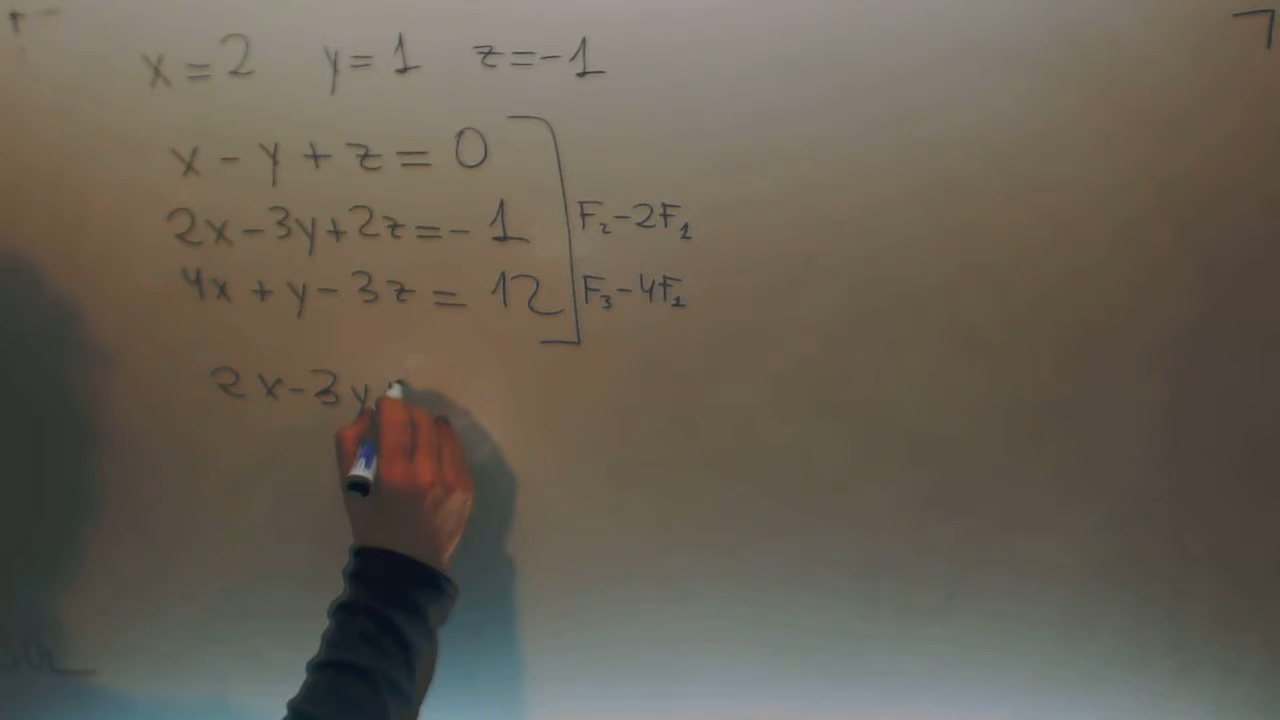 x = 2 y = 1 z = - 1
x - y + z = 0
2x - 3y + 2z = - 1 F₂ - 2F₁
4x + y - 3z = 12 F₃ - 4F₁
2x - 3y